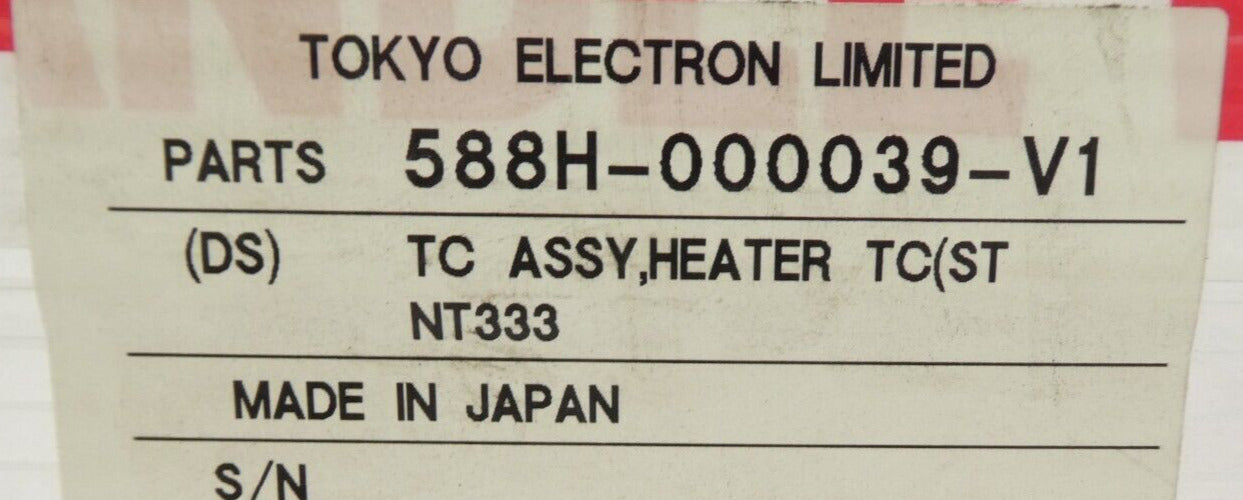 TOKYO ELECTRON LIMITED
PARTS 588H-000039-V1
(DS) TC ASSY,HEATER TC(ST
NT333
MADE IN JAPAN
S/N